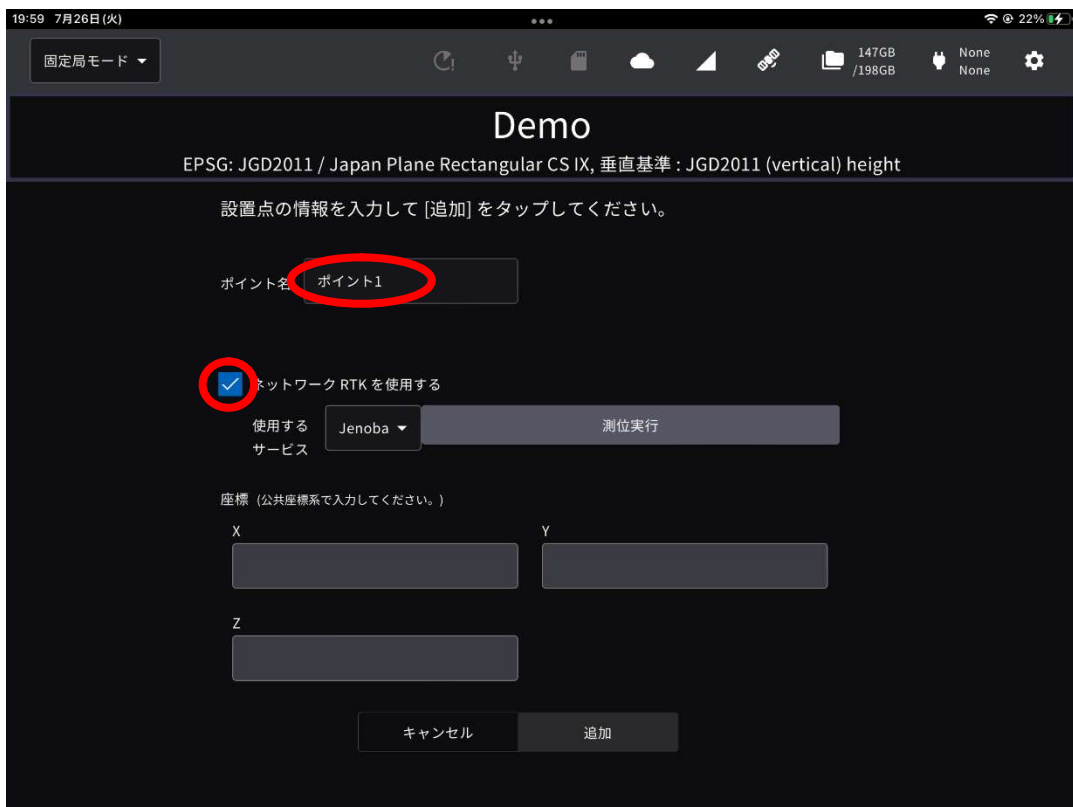 19:59 7月26日(火)
22%
固定局モード
147GB
/198GB
None
None
Demo
EPSG: JGD2011 / Japan Plane Rectangular CS IX, 垂直基準 : JGD2011 (vertical) height
設置点の情報を入力して [追加] をタップしてください。
ポイント名
ポイント1
ネットワーク RTK を使用する
使用する
サービス
Jenoba
測位実行
座標 (公共座標系で入力してください。)
X
Y
Z
キャンセル
追加